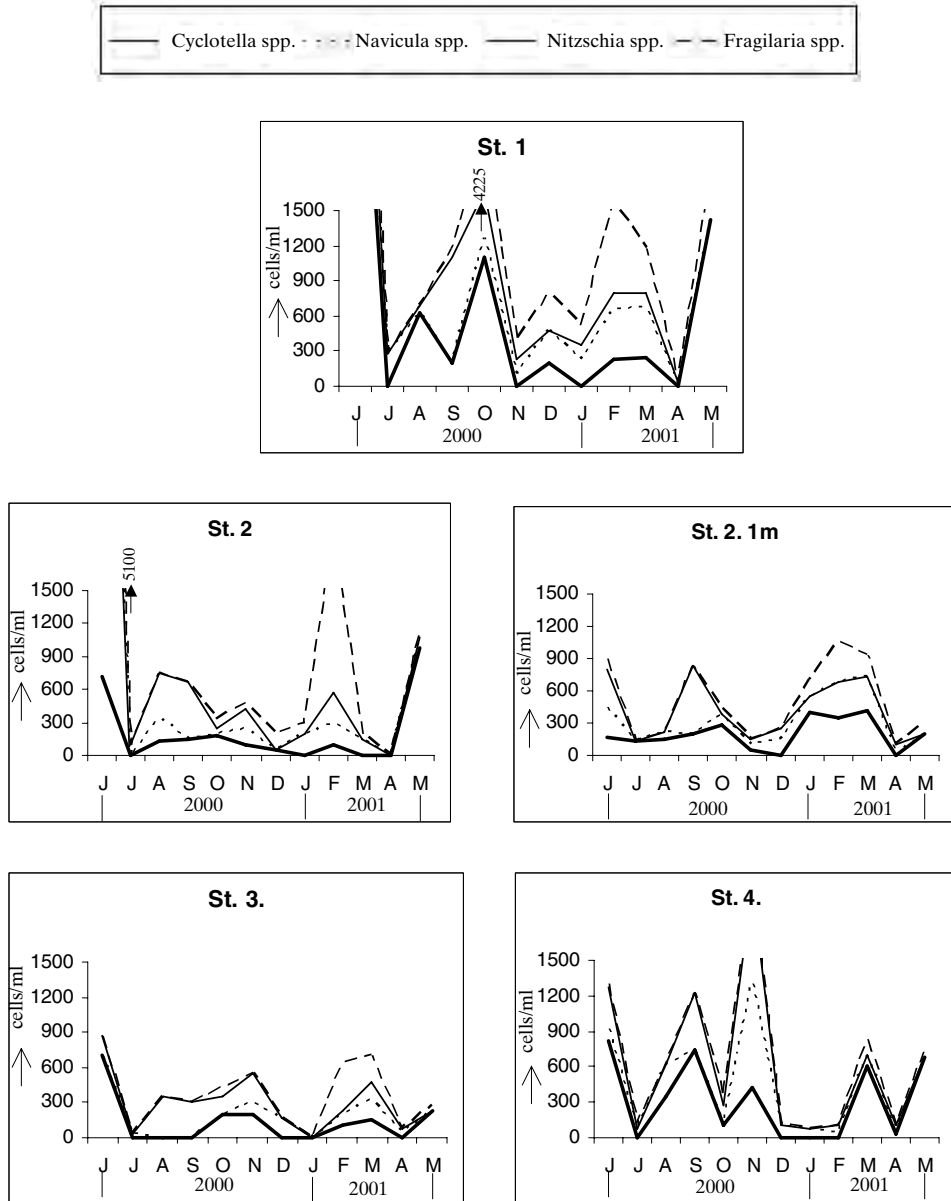 Cyclotella spp. Navicula spp. Nitzschia spp. Fragilaria spp.
St. 1
4225
cells/ml
1500
1200
900
600
300
0
J J A S O N D J F M A M
2000 2001
St. 2
5100
cells/ml
1500
1200
900
600
300
0
J J A S O N D J F M A M
2000 2001
St. 2. 1m
cells/ml
1500
1200
900
600
300
0
J J A S O N D J F M A M
2000 2001
St. 3.
cells/ml
1500
1200
900
600
300
0
J J A S O N D J F M A M
2000 2001
St. 4.
cells/ml
1500
1200
900
600
300
0
J J A S O N D J F M A M
2000 2001